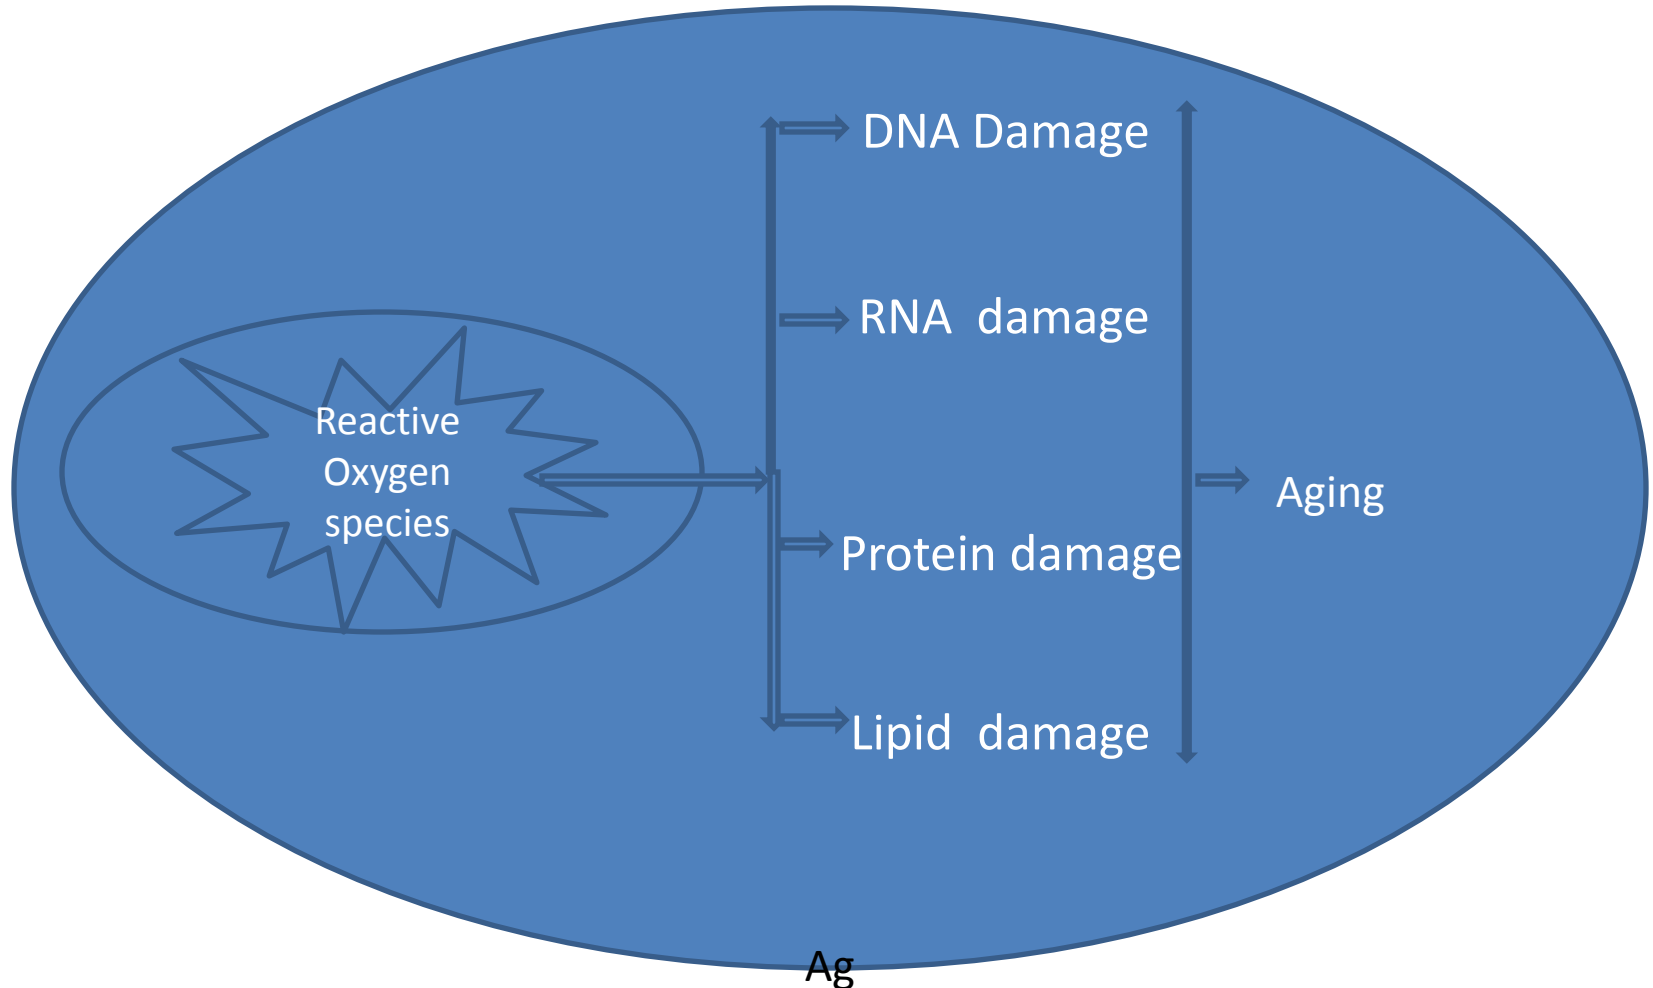 DNA Damage
RNA  damage
Reactive
Oxygen
species
Protein damage
Aging
Lipid  damage
Ag